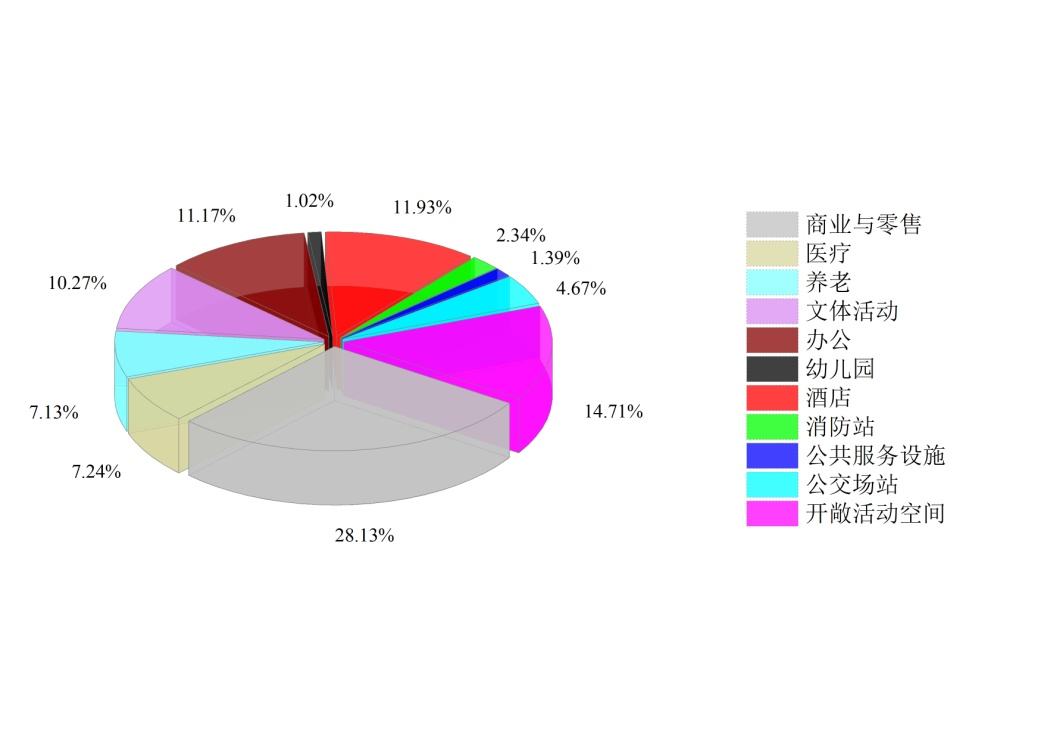 1.02%
11.93%
11.17%
2.34%
1.39%
10.27%
4.67%
7.13%
14.71%
7.24%
28.13%
商业与零售
医疗
养老
文体活动
办公
幼儿园
酒店
消防站
公共服务设施
公交场站
开敞活动空间